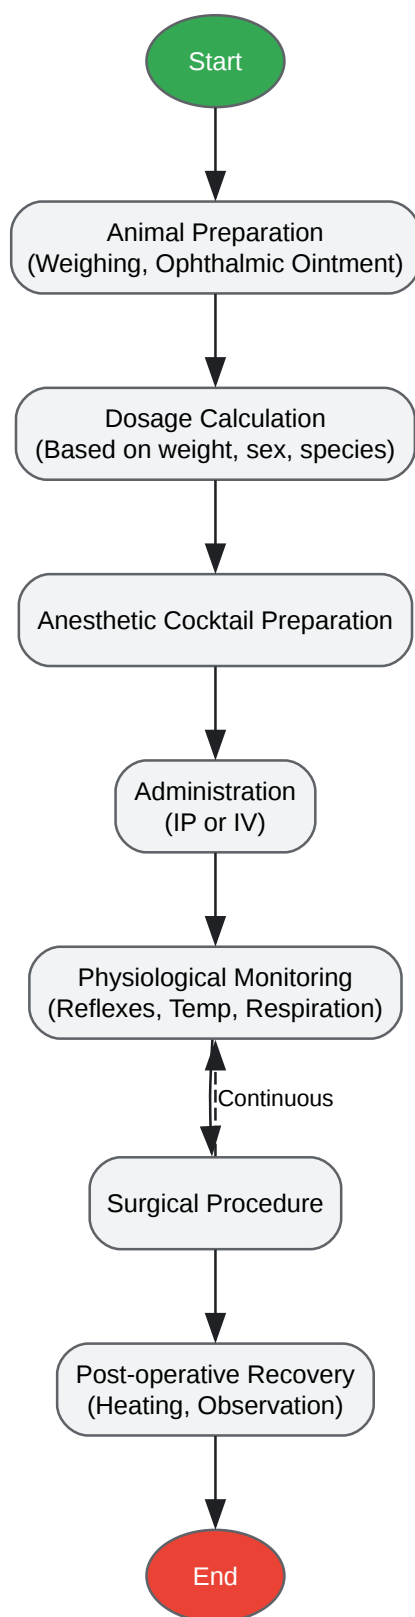 Start
Animal Preparation
(Weighing, Ophthalmic Ointment)
Dosage Calculation
(Based on weight, sex, species)
Anesthetic Cocktail Preparation
Administration
(IP or IV)
Physiological Monitoring
(Reflexes, Temp, Respiration)
Continuous
Surgical Procedure
Post-operative Recovery
(Heating, Observation)
End